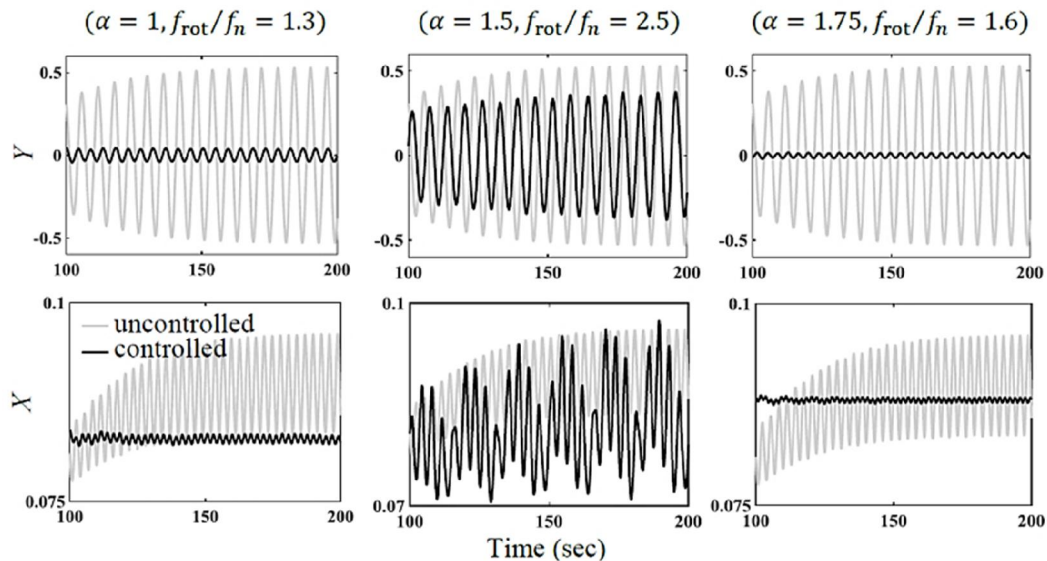 (α = 1, f_rot/f_n = 1.3) (α = 1.5, f_rot/f_n = 2.5) (α = 1.75, f_rot/f_n = 1.6)
0.5 0.5 0.5
Y 0 0 0
-0.5 -0.5 -0.5
100 150 200 100 150 200 100 150 200
0.1 0.1 0.1
uncontrolled
controlled
X
0.075 0.07 0.075
100 150 200 100 150 200 100 150 200
Time (sec)